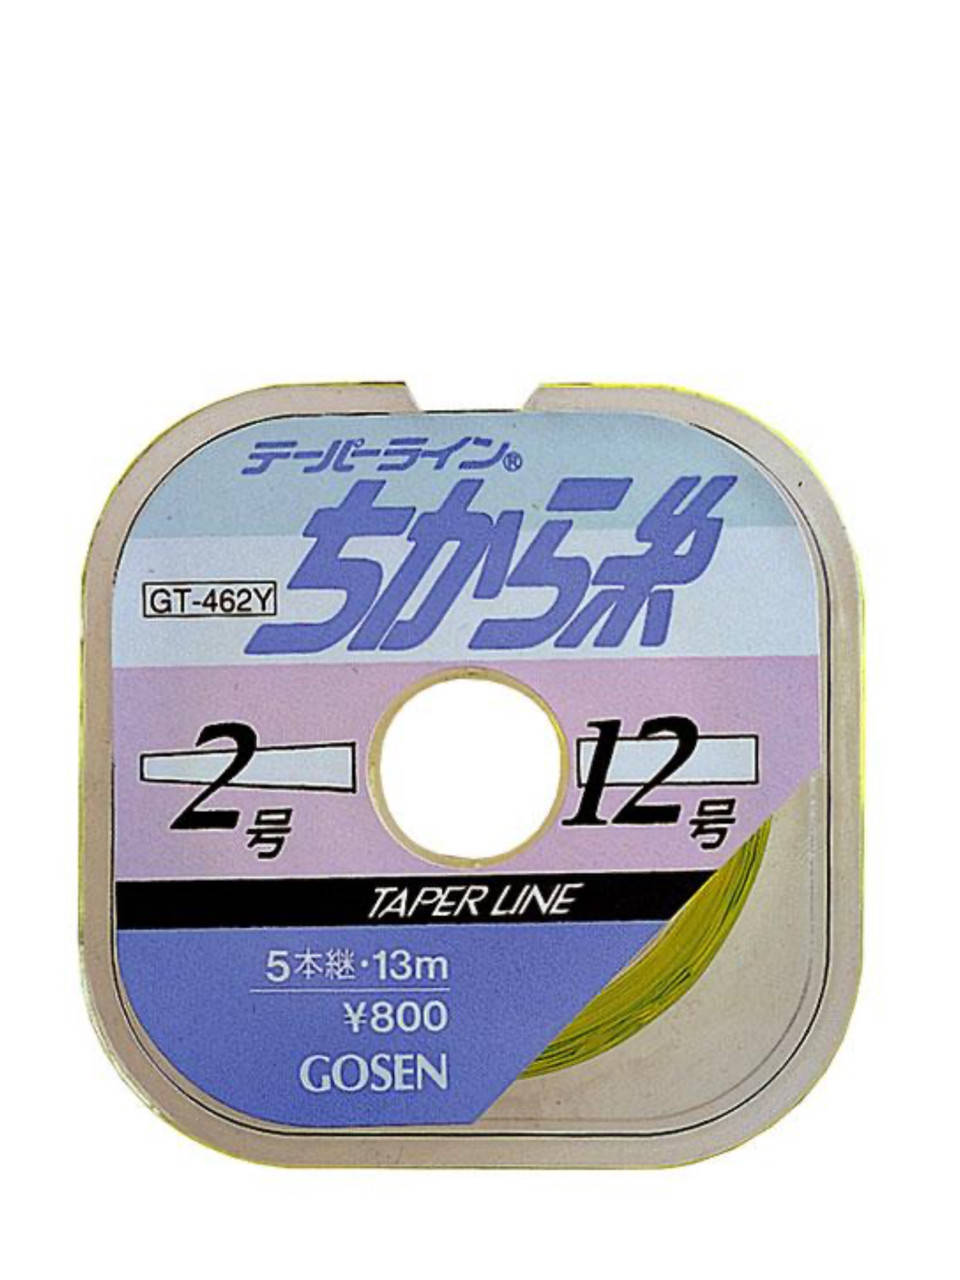 テーパーライン®
ちから糸
GT-462Y
2号 12号
TAPER LINE
5本継・13m
¥800
GOSEN